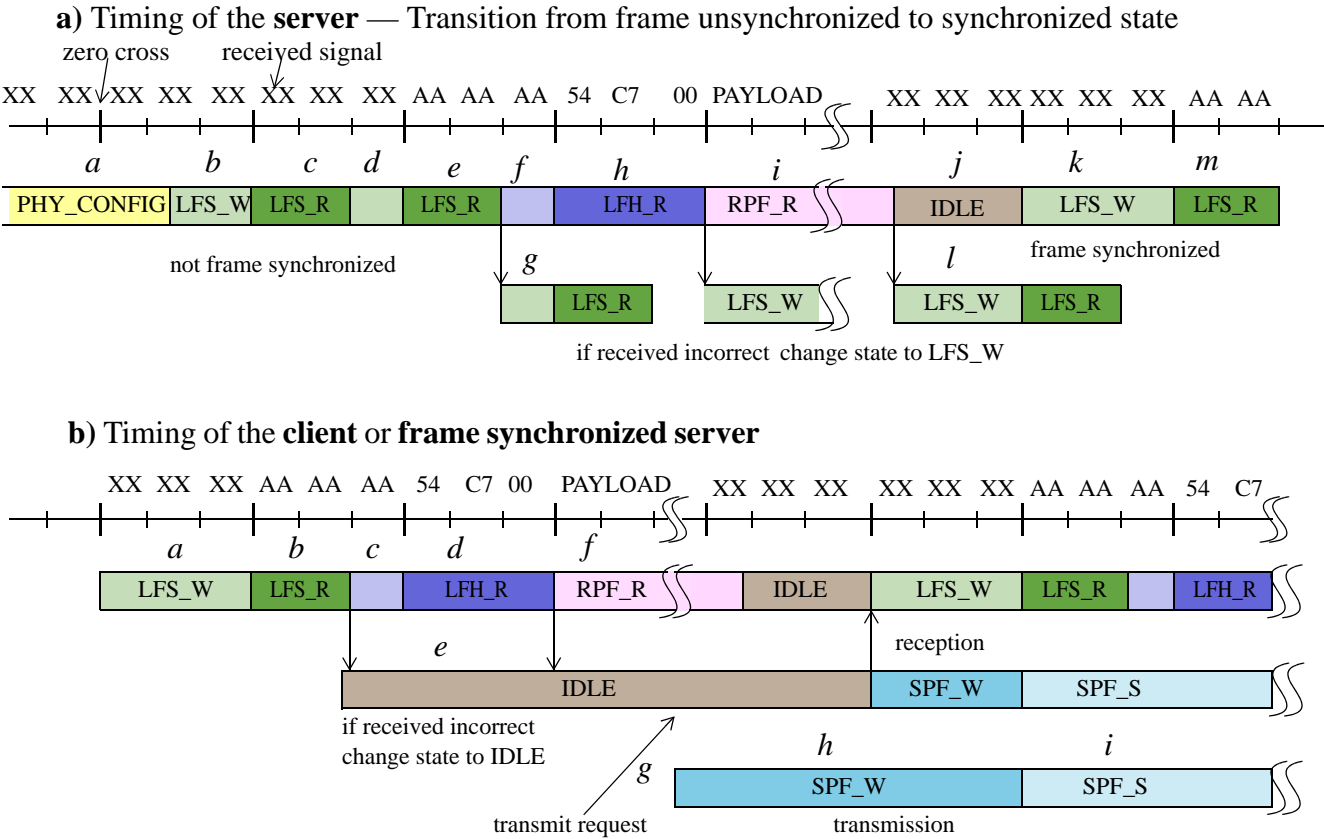 a) Timing of the server — Transition from frame unsynchronized to synchronized state
zero cross received signal
XX XX XX XX XX XX XX XX AA AA AA 54 C7 00 PAYLOAD XX XX XX XX XX XX AA AA
a b c d e f h i j k m
PHY_CONFIG LFS_W LFS_R LFS_R LFH_R RPF_R IDLE LFS_W LFS_R
not frame synchronized g l frame synchronized
LFS_R LFS_W LFS_W LFS_R
if received incorrect change state to LFS_W
b) Timing of the client or frame synchronized server
XX XX XX AA AA AA 54 C7 00 PAYLOAD XX XX XX XX XX XX AA AA AA 54 C7
a b c d f
LFS_W LFS_R LFH_R RPF_R IDLE LFS_W LFS_R LFH_R
e reception
IDLE SPF_W SPF_S
if received incorrect
change state to IDLE
g h i
SPF_W SPF_S
transmit request transmission